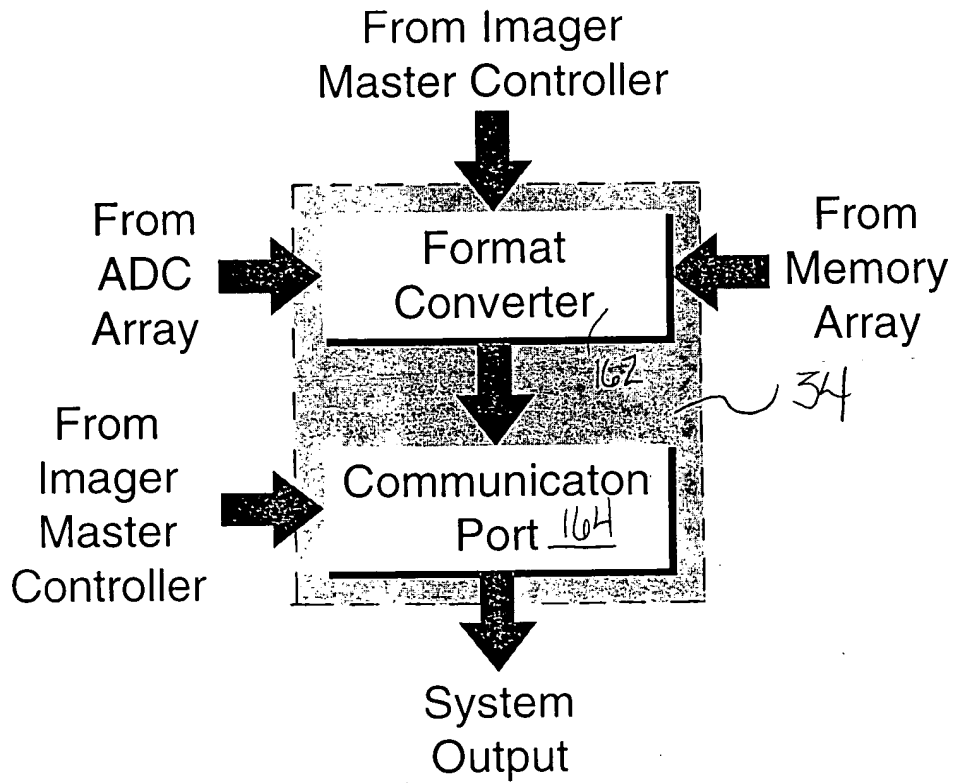 From Imager
Master Controller
From
ADC
Array
Format
Converter
162
From
Memory
Array
34
From
Imager
Master
Controller
Communicaton
Port 164
System
Output